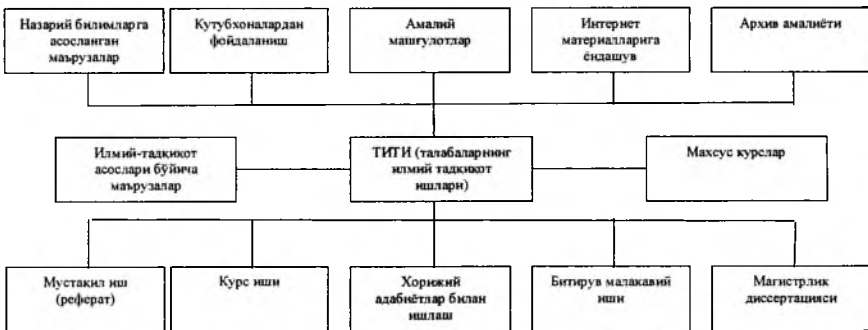 Назарий билимларга
асосланган
маърузалар
Кутубхоналардан
фойдаланиш
Амалий
машғулотлар
Интернет
материалларига
ёндашув
Архив амалиёти
Илмий-тадқиқот
асослари бўйича
маърузалар
ТИТИ (талабаларнинг
илмий тадқиқот
ишлари)
Махсус курслар
Мустақил иш
(реферат)
Курс иши
Хорижий
адабиётлар билан
ишлаш
Битирув малакавий
иши
Магистрлик
диссертацияси